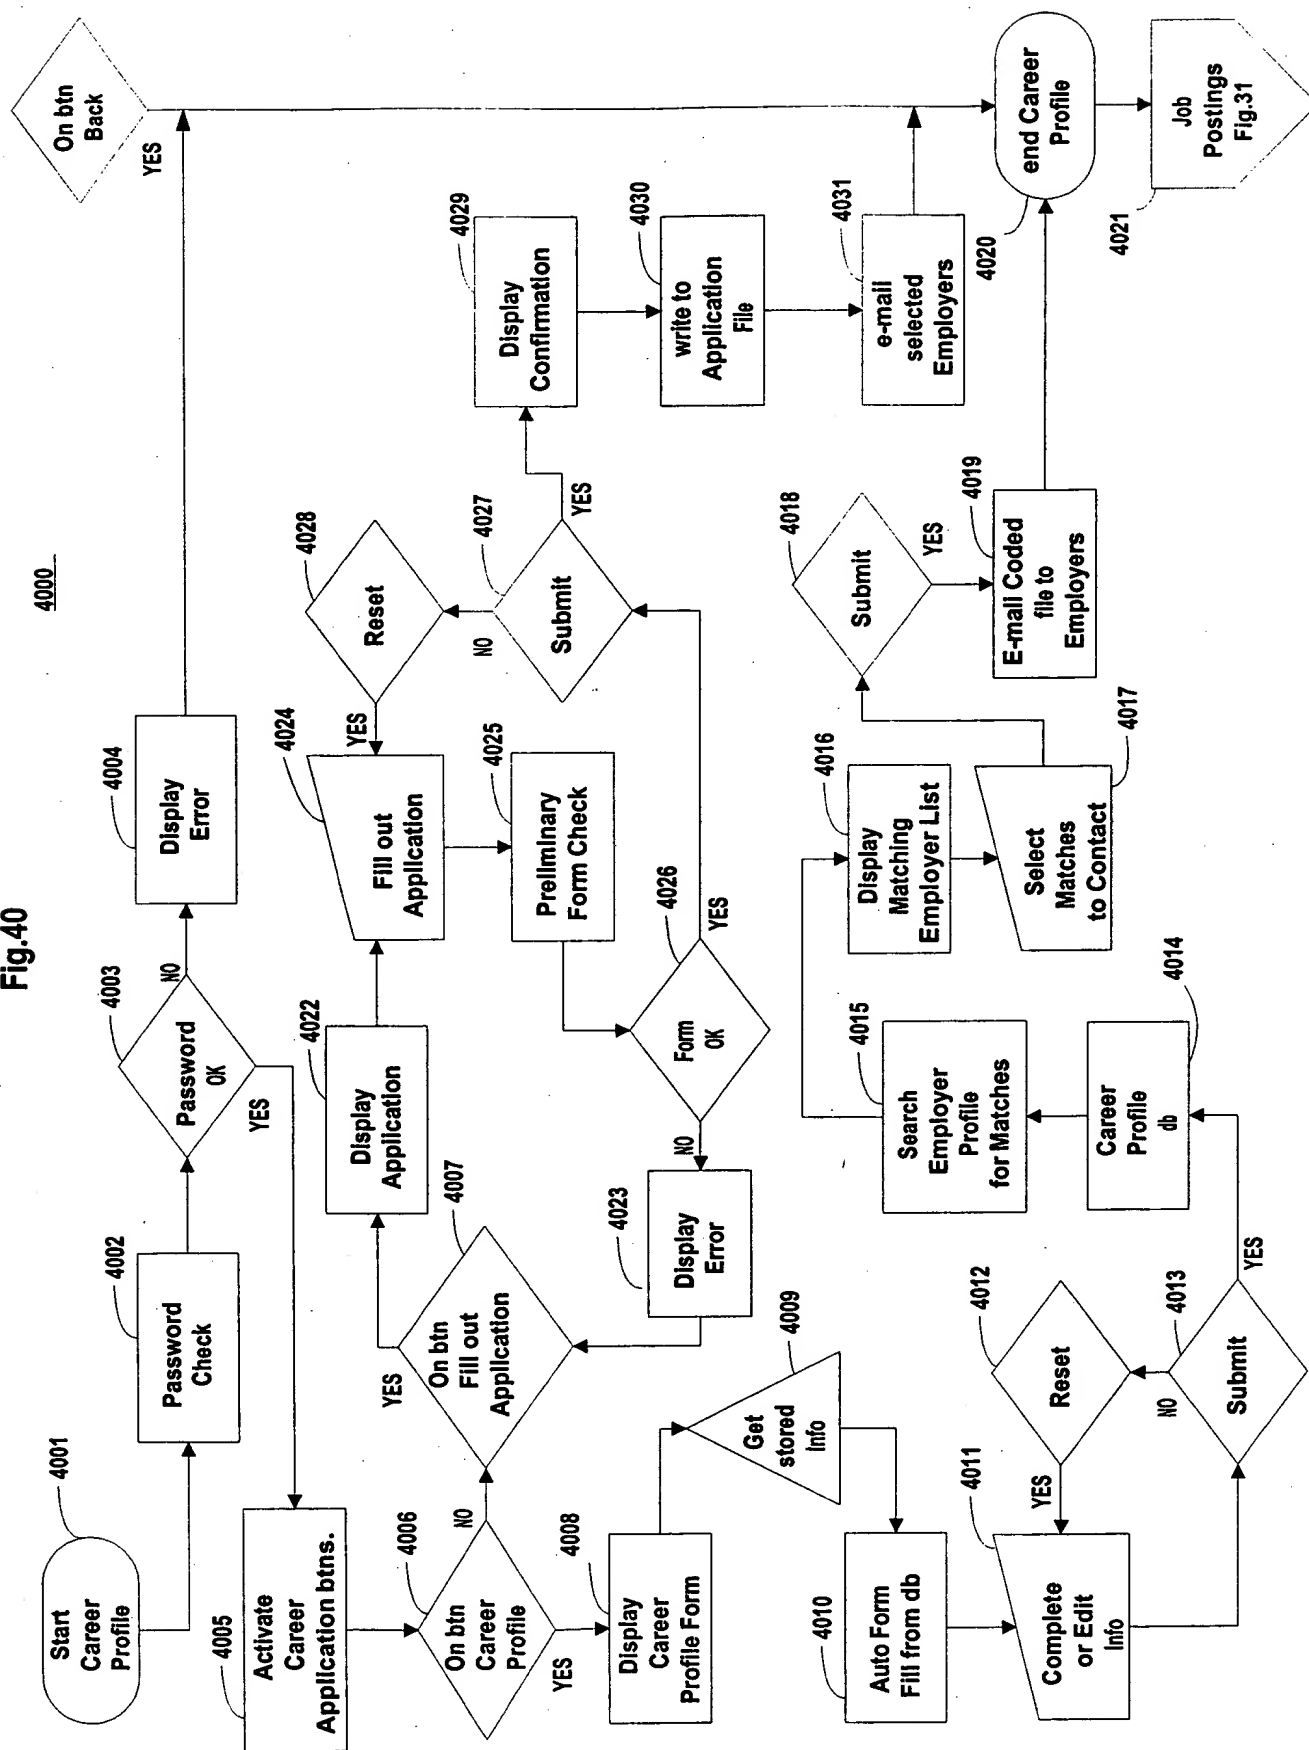 Fig.40
4000
Start
Career
Profile
4001
Password
Check
4002
Password
OK
4003
NO
YES
Display
Error
4004
On btn
Back
YES
Activate
Career
Application btns.
4005
On btn
Career
Profile
4006
NO
YES
On btn
Fill out
Application
4007
YES
Display
Application
4022
Fill out
Application
4024
YES
Reset
4028
Preliminary
Form Check
4025
Form
OK
4026
NO
YES
Display
Error
4023
Submit
4027
NO
YES
Display
Confirmation
4029
write to
Application
File
4030
e-mail
selected
Employers
4031
Display
Career
Profile Form
4008
Get
stored
Info
4009
Auto Form
Fill from db
4010
Complete
or Edit
Info
4011
YES
Reset
4012
Submit
4013
NO
YES
Career
Profile
db
4014
Search
Employer
Profile
for Matches
4015
Display
Matching
Employer List
4016
Select
Matches
to Contact
4017
Submit
4018
YES
E-mail Coded
file to
Employers
4019
end Career
Profile
4020
Job
Postings
Fig.31
4021